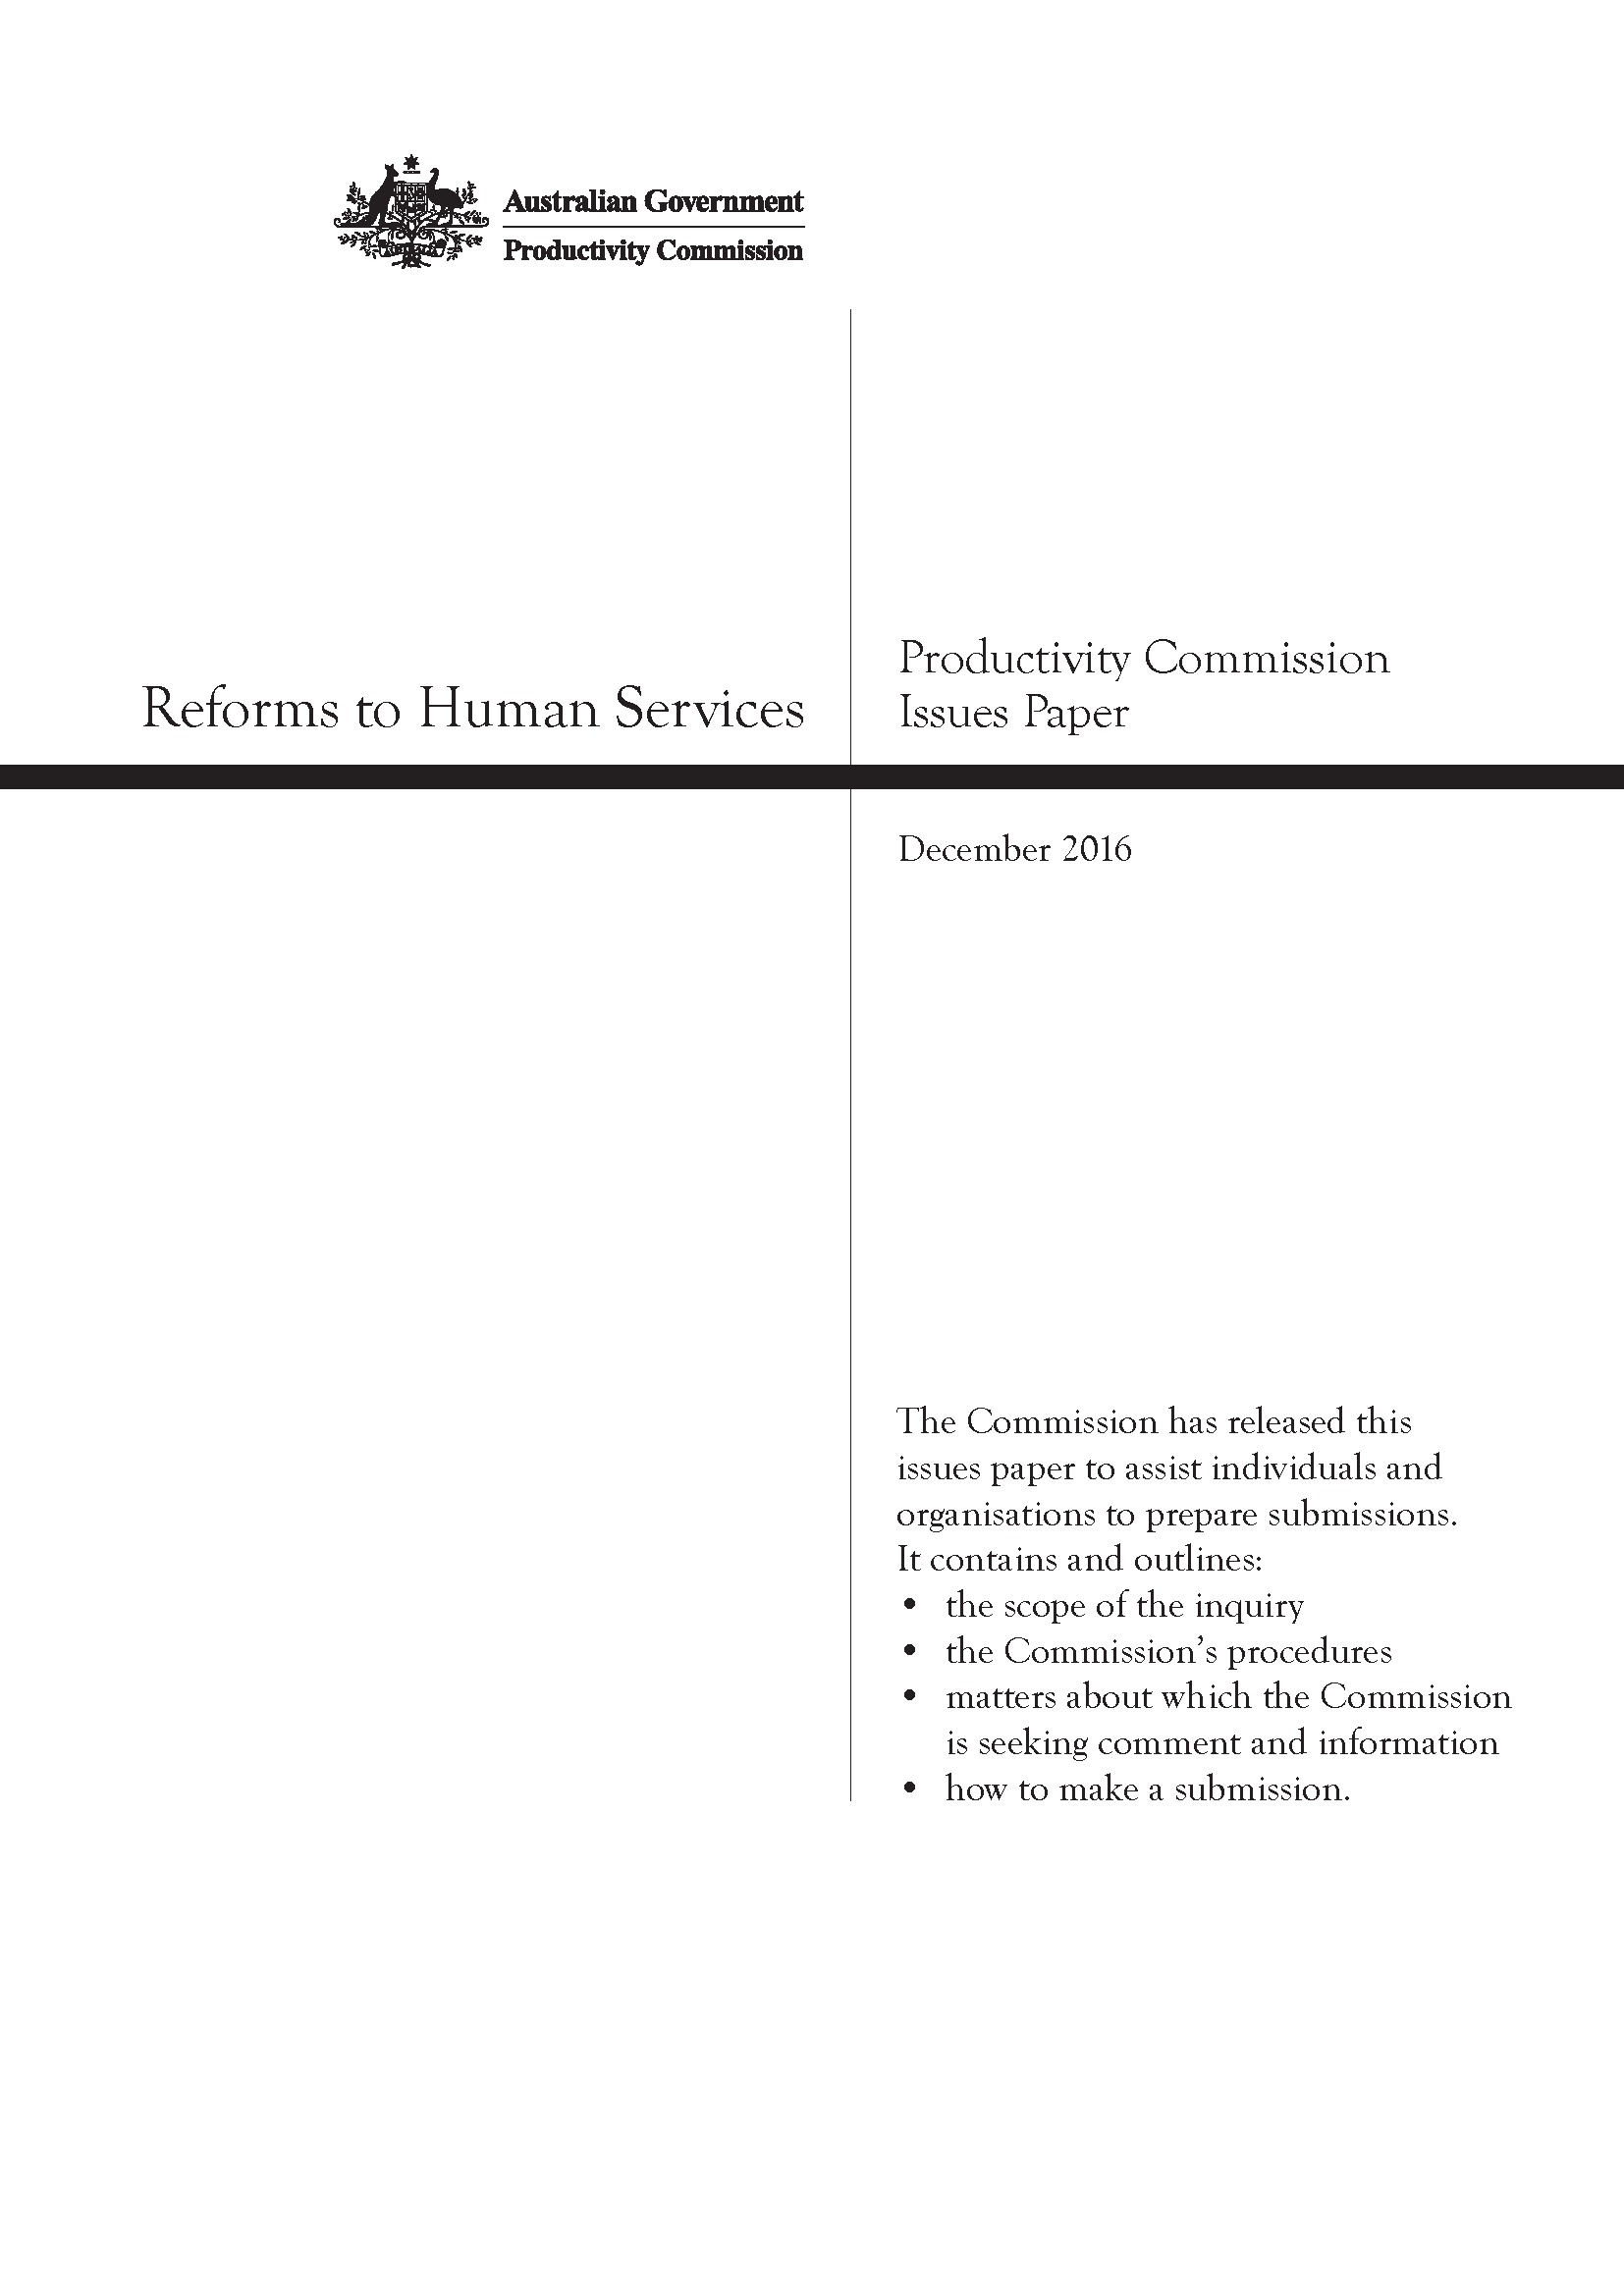 Australian Government
Productivity Commission
Reforms to Human Services
Productivity Commission
Issues Paper
December 2016
The Commission has released this
issues paper to assist individuals and
organisations to prepare submissions.
It contains and outlines:
• the scope of the inquiry
• the Commission’s procedures
• matters about which the Commission
is seeking comment and information
• how to make a submission.